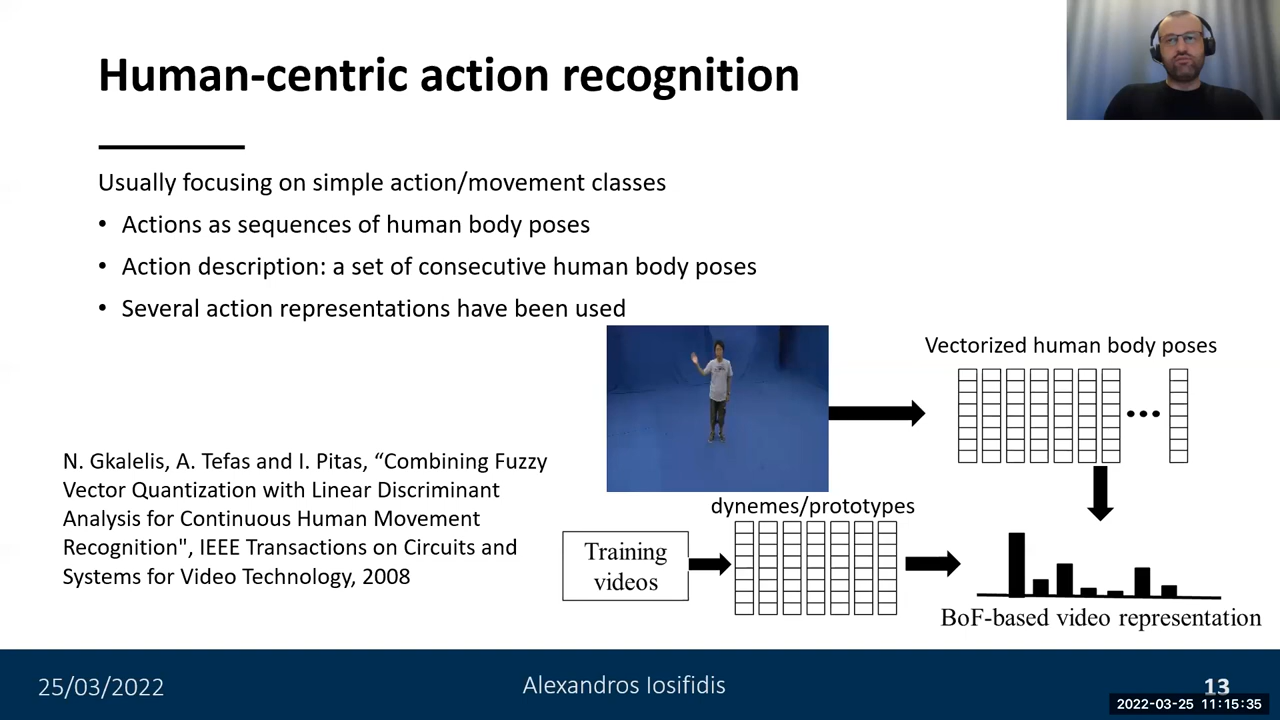 Human-centric action recognition
Usually focusing on simple action/movement classes
• Actions as sequences of human body poses
• Action description: a set of consecutive human body poses
• Several action representations have been used
Vectorized human body poses
N. Gkalelis, A. Tefas and I. Pitas, “Combining Fuzzy
Vector Quantization with Linear Discriminant
Analysis for Continuous Human Movement
Recognition", IEEE Transactions on Circuits and
Systems for Video Technology, 2008
dynemes/prototypes
Training
videos
BoF-based video representation
25/03/2022
Alexandros Iosifidis
13
2022-03-25 11:15:35